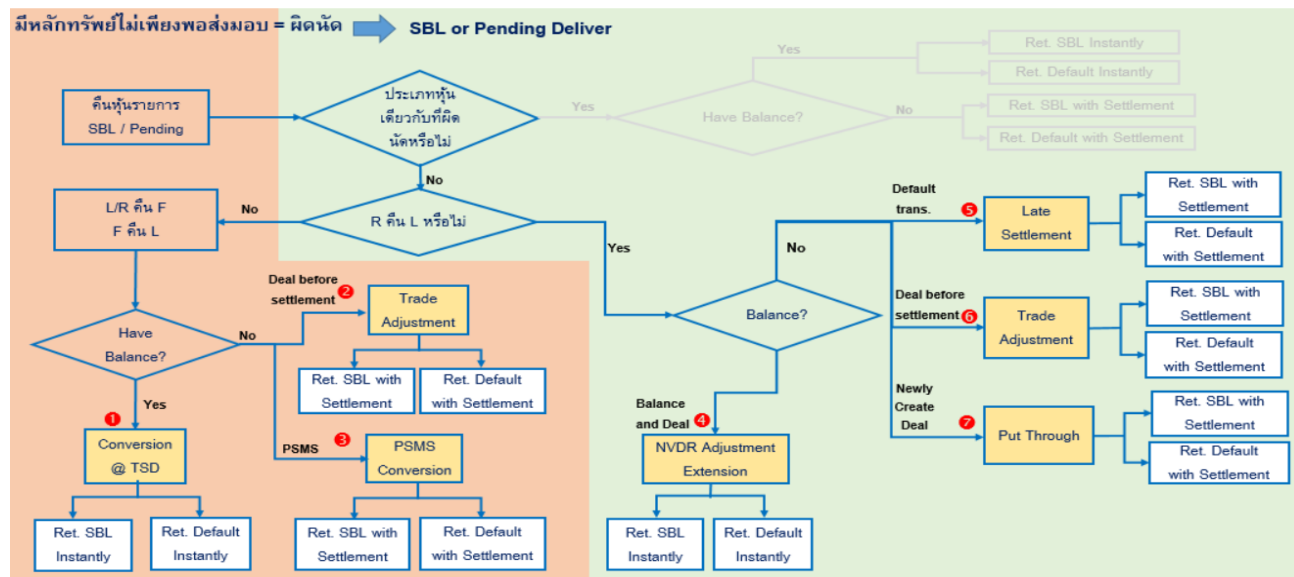 มีหลักทรัพย์ไม่เพียงพอส่งมอบ = ผิดนัด
SBL or Pending Deliver
คืนหุ้นรายการ
SBL / Pending
ประเภทหุ้น
เดียวกับที่ผิด
นัดหรือไม่
Yes
Have Balance?
Yes
Ret. SBL Instantly
Ret. Default Instantly
No
Ret. SBL with Settlement
Ret. Default with Settlement
No
R คืน L หรือไม่
No
L/R คืน F
F คืน L
Have
Balance?
Yes
1
Conversion
@ TSD
Ret. SBL
Instantly
Ret. Default
Instantly
No
Deal before
settlement 2
Trade
Adjustment
Ret. SBL with
Settlement
Ret. Default
with Settlement
PSMS 3
PSMS
Conversion
Ret. SBL with
Settlement
Ret. Default
with Settlement
Yes
Balance?
Balance
and Deal 4
NVDR Adjustment
Extension
Ret. SBL
Instantly
Ret. Default
Instantly
No
Default
trans. 5
Late
Settlement
Ret. SBL with
Settlement
Ret. Default
with Settlement
Deal before
settlement 6
Trade
Adjustment
Ret. SBL with
Settlement
Ret. Default
with Settlement
Newly
Create
Deal 7
Put Through
Ret. SBL with
Settlement
Ret. Default
with Settlement